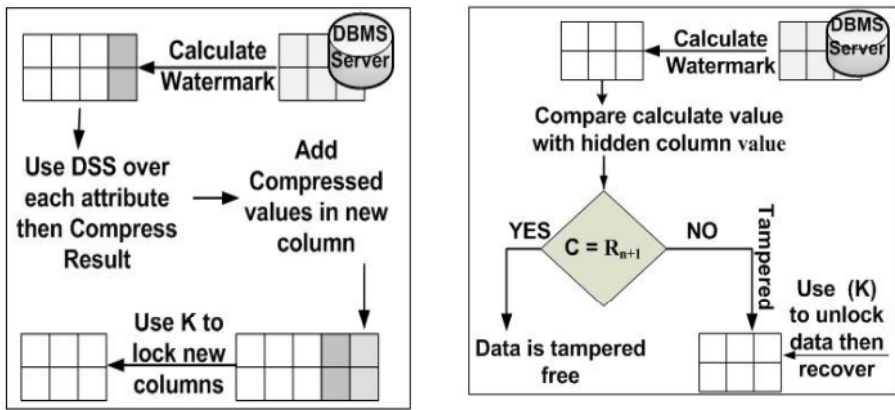 DBMS
Server
Calculate
Watermark
Use DSS over
each attribute
then Compress
Result
Add
Compressed
values in new
column
Use K to
lock new
columns
DBMS
Server
Calculate
Watermark
Compare calculate value
with hidden column value
YES
C = Rn+1
NO
Tampered
Data is tampered
free
Use (K)
to unlock
data then
recover